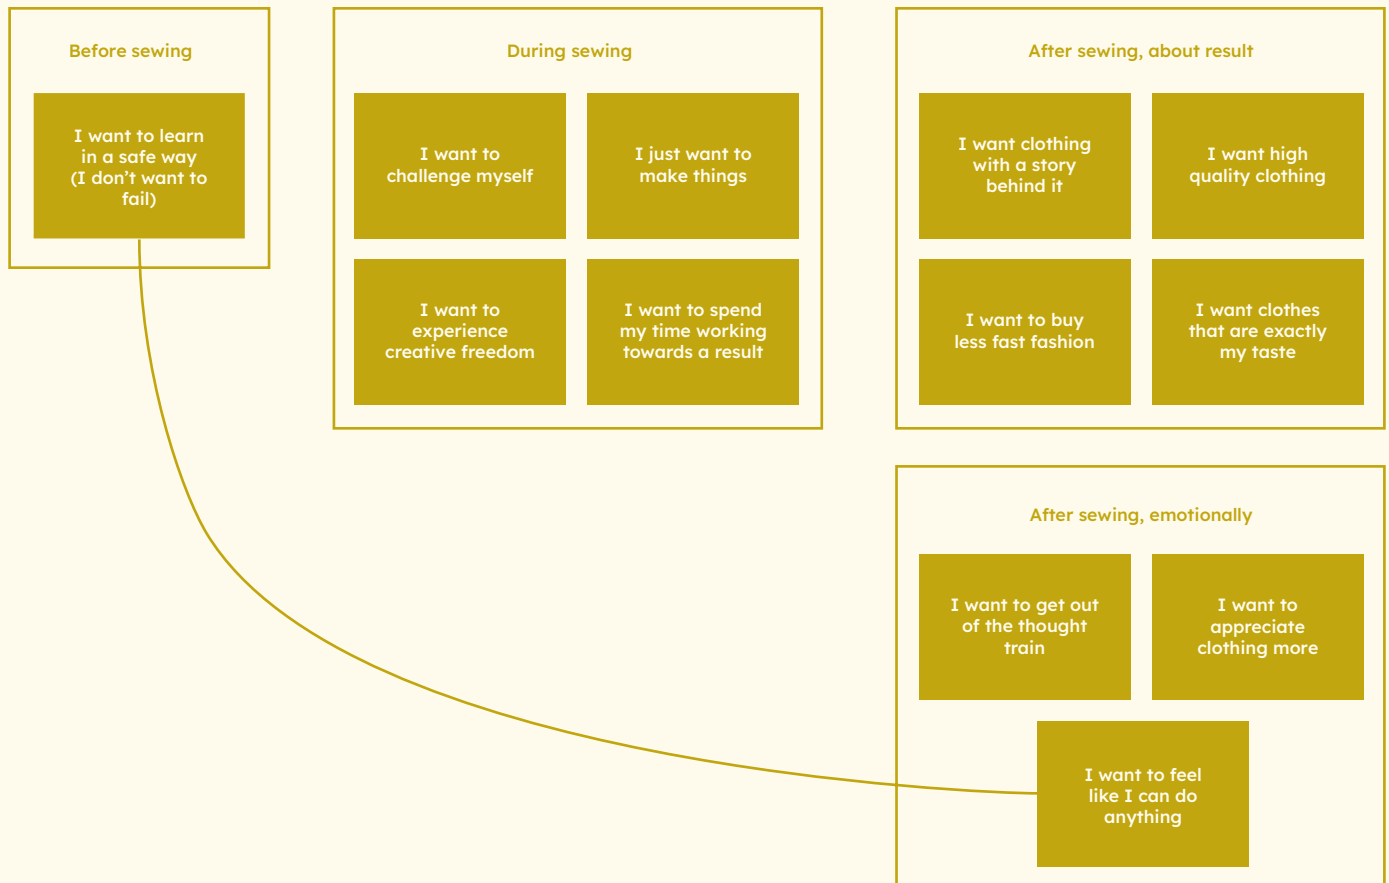 Before sewing
I want to learn
in a safe way
(I don’t want to
fail)
During sewing
I want to
challenge myself
I just want to
make things
I want to
experience
creative freedom
I want to spend
my time working
towards a result
After sewing, about result
I want clothing
with a story
behind it
I want high
quality clothing
I want to buy
less fast fashion
I want clothes
that are exactly
my taste
After sewing, emotionally
I want to get out
of the thought
train
I want to
appreciate
clothing more
I want to feel
like I can do
anything